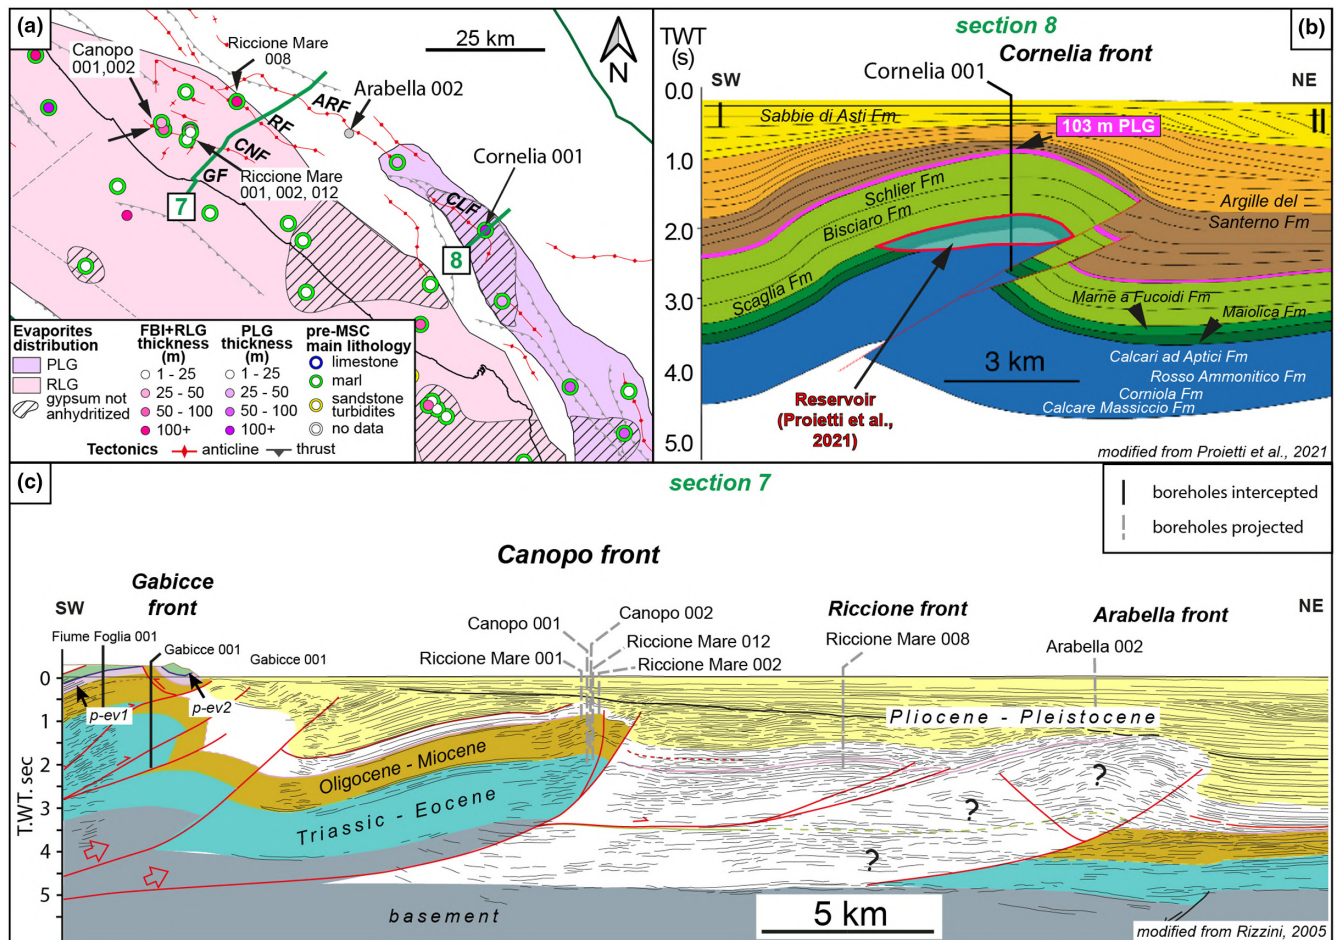 (a)
Canopo
001,002
Riccione Mare
008
25 km
N
Arabella 002
ARF
RF
CNF
GF
Riccione Mare
001, 002, 012
7
Cornelia 001
CLF
8
Evaporites
distribution
PLG
RLG
gypsum not
anhydritized
FBI+RLG
thickness
(m)
1 - 25
25 - 50
50 - 100
100+
PLG
thickness
(m)
1 - 25
25 - 50
50 - 100
100+
pre-MSC
main lithology
limestone
marl
sandstone
turbidites
no data
Tectonics
anticline
thrust
section 8
(b)
TWT
(s)
Cornelia front
Cornelia 001
SW
NE
0.0
1.0
2.0
3.0
4.0
5.0
I
II
Sabbie di Asti Fm
103 m PLG
Schlier Fm
Bisciaro Fm
Scaglia Fm
Argille del
Santerno Fm
Marne a Fucoidi Fm
Maiolica Fm
3 km
Calcari ad Aptici Fm
Rosso Ammonitico Fm
Corniola Fm
Calcare Massiccio Fm
Reservoir
(Proietti et al.,
2021)
modified from Proietti et al., 2021
(c)
section 7
boreholes intercepted
boreholes projected
Canopo front
Gabicce
front
SW
NE
Riccione front
Arabella front
Fiume Foglia 001
Gabicce 001
Gabicce 001
Canopo 001
Canopo 002
Riccione Mare 012
Riccione Mare 001
Riccione Mare 002
Riccione Mare 008
Arabella 002
T.WT. sec
0
1
2
3
4
5
p-ev1
p-ev2
Pliocene - Pleistocene
Oligocene - Miocene
Triassic - Eocene
?
?
?
basement
5 km
modified from Rizzini, 2005